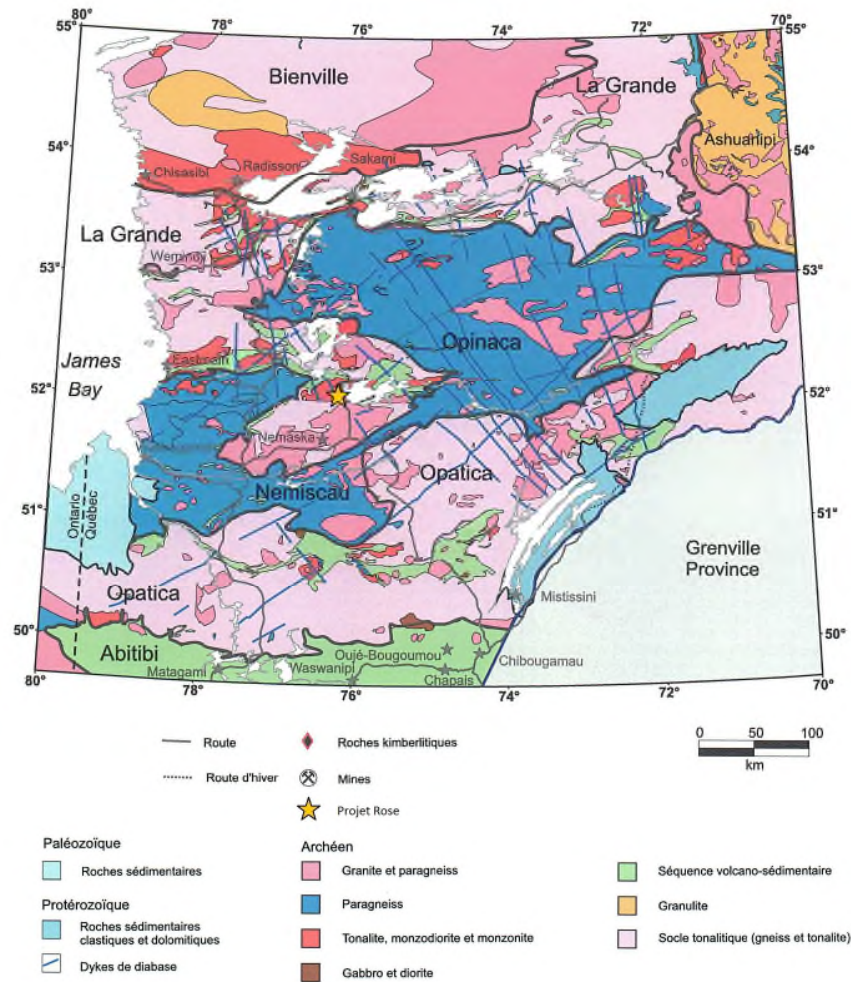 80° 78° 76° 74° 72° 70°
55° 55°
Bienville
La Grande
Ashuanipi
54° 54°
Sakami
Radisson
Chisasibi
La Grande
Wemindji
53° 53°
Opinaca
James
Bay
Eastmain
52° 52°
Nemaska
Opatica
Nemiscau
51° 51°
Ontario
Québec
Grenville
Province
Opatica
Mistissini
50° 50°
Abitibi
Oujé-Bougoumou
Chibougamau
Matagami
Waswanipi
Chapais
80° 78° 76° 74° 72° 70°
Route
Roches kimberlitiques
0 50 100
km
Route d'hiver
Mines
Projet Rose
Paléozoïque
Roches sédimentaires
Protérozoïque
Roches sédimentaires
clastiques et dolomitiques
Dykes de diabase
Archéen
Granite et paragneiss
Paragneiss
Tonalite, monzodiorite et monzonite
Gabbro et diorite
Séquence volcano-sédimentaire
Granulite
Socle tonalitique (gneiss et tonalite)